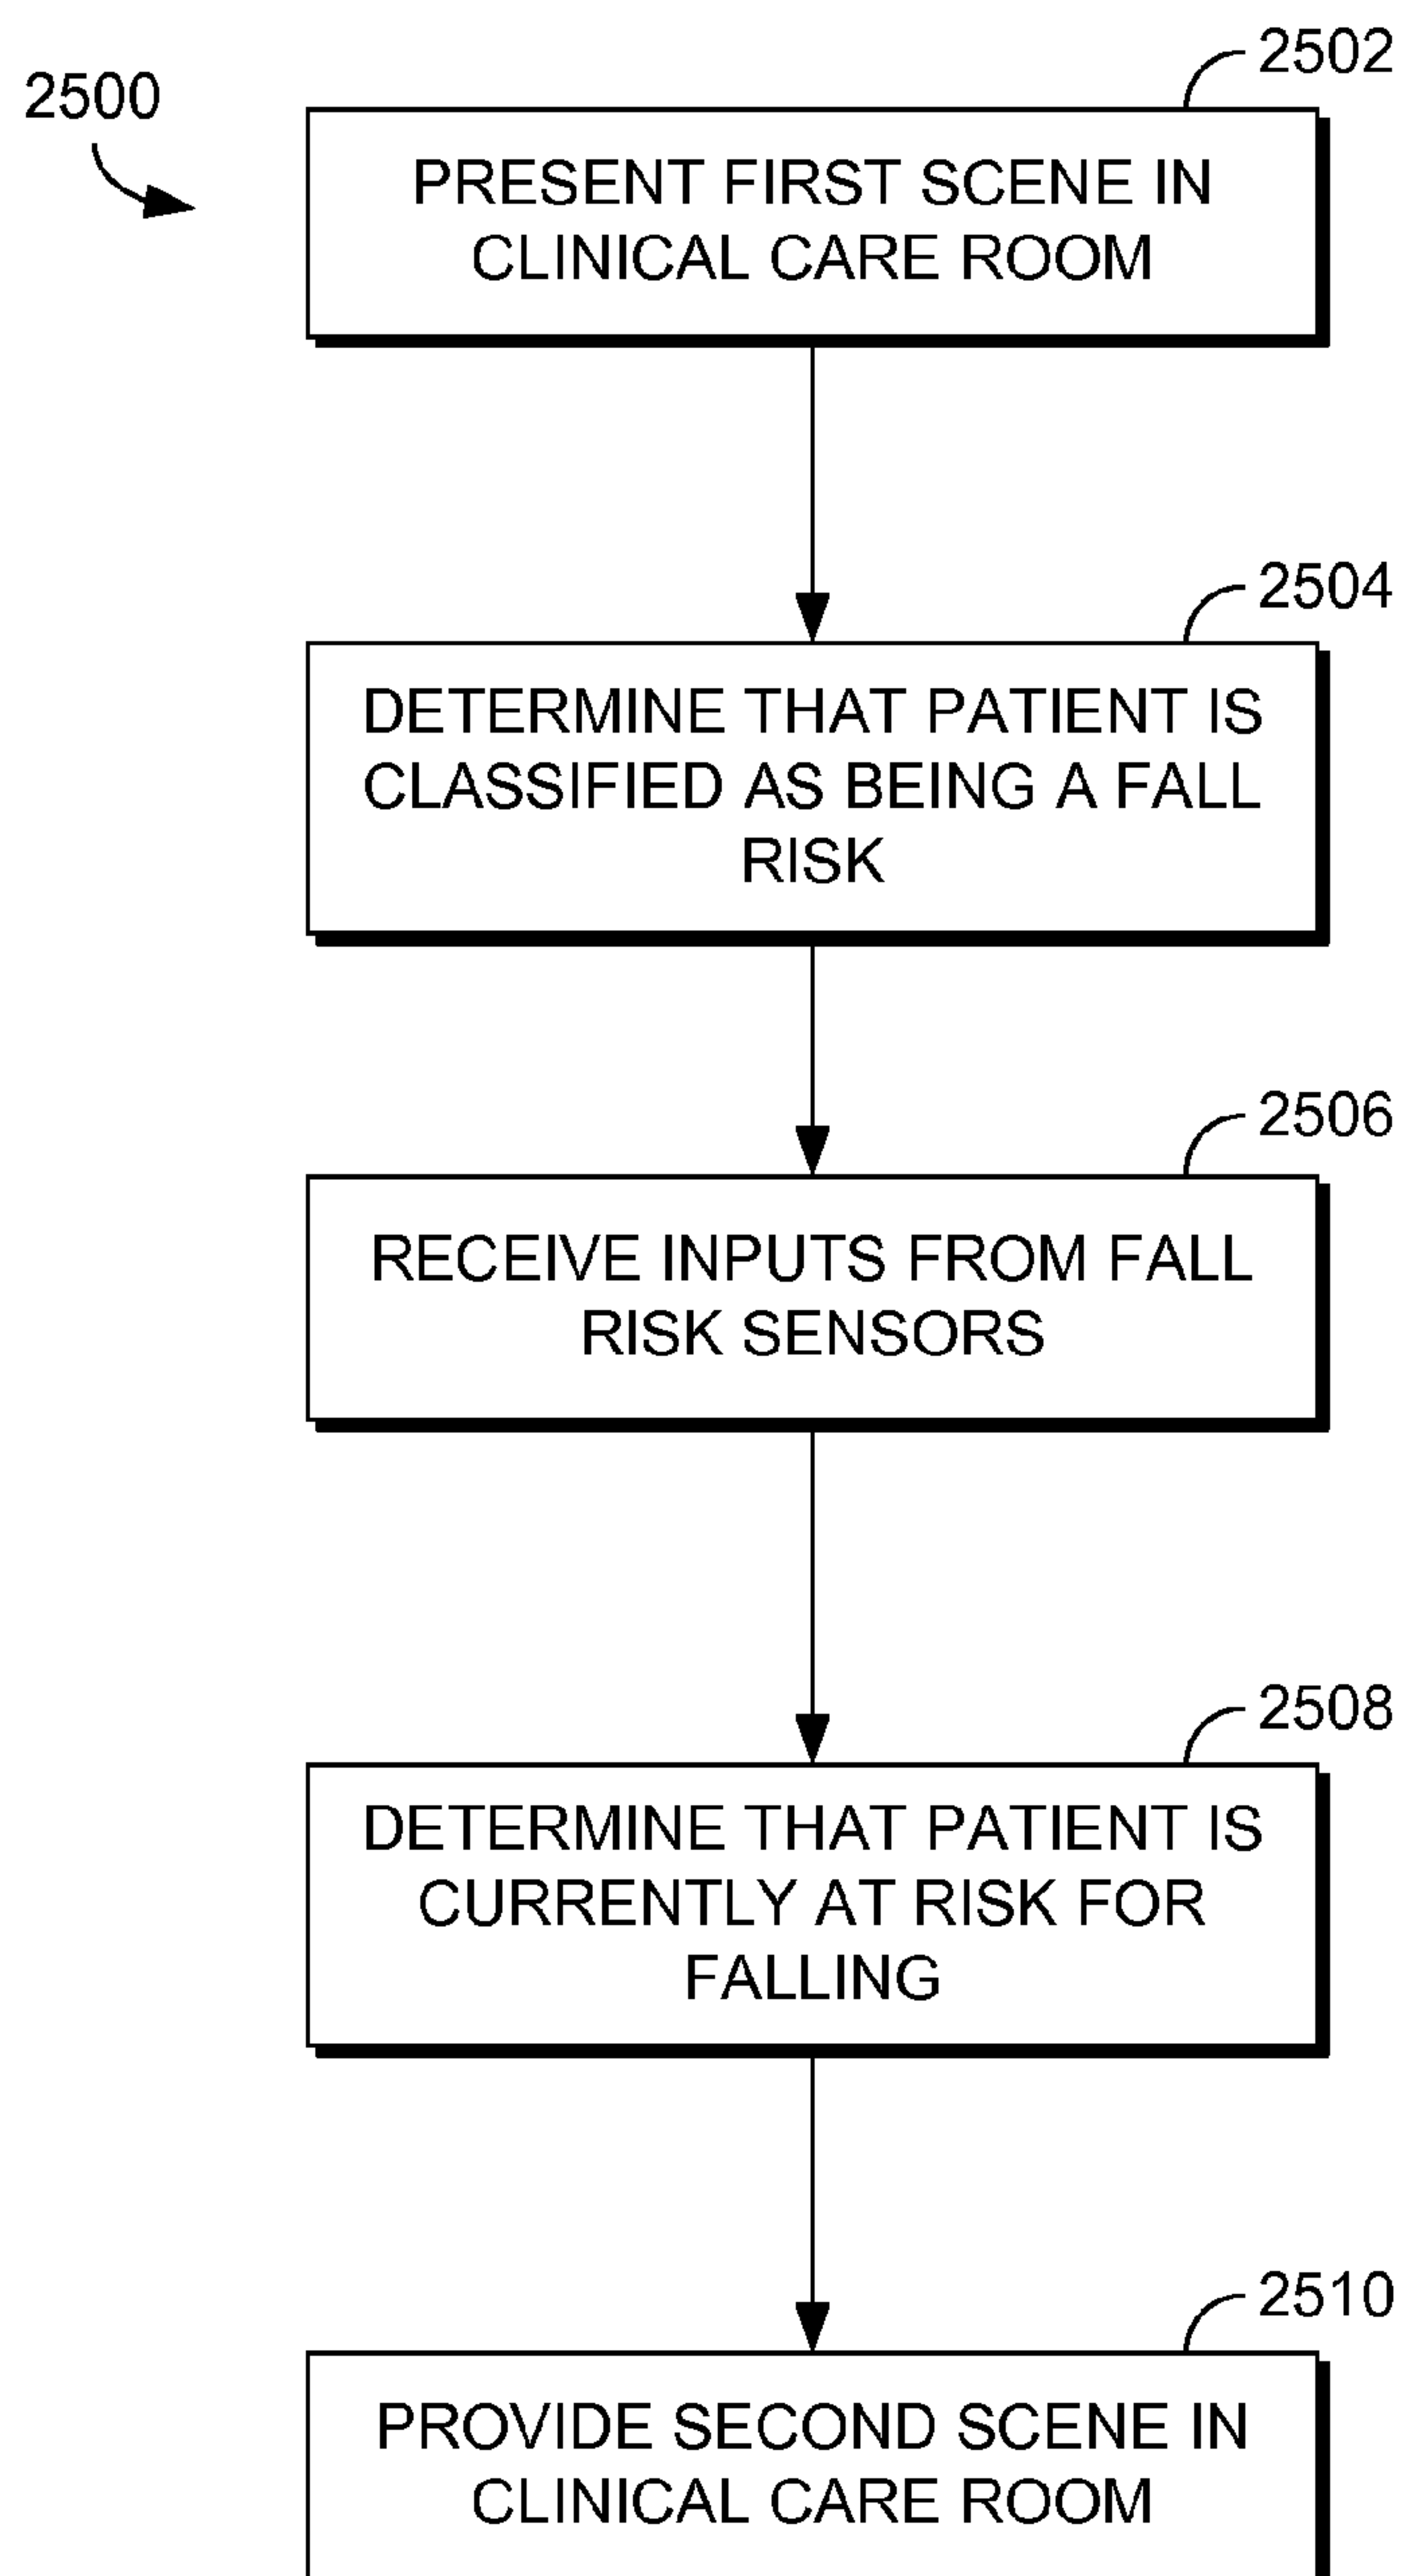 2500
2502
PRESENT FIRST SCENE IN
CLINICAL CARE ROOM
2504
DETERMINE THAT PATIENT IS
CLASSIFIED AS BEING A FALL
RISK
2506
RECEIVE INPUTS FROM FALL
RISK SENSORS
2508
DETERMINE THAT PATIENT IS
CURRENTLY AT RISK FOR
FALLING
2510
PROVIDE SECOND SCENE IN
CLINICAL CARE ROOM